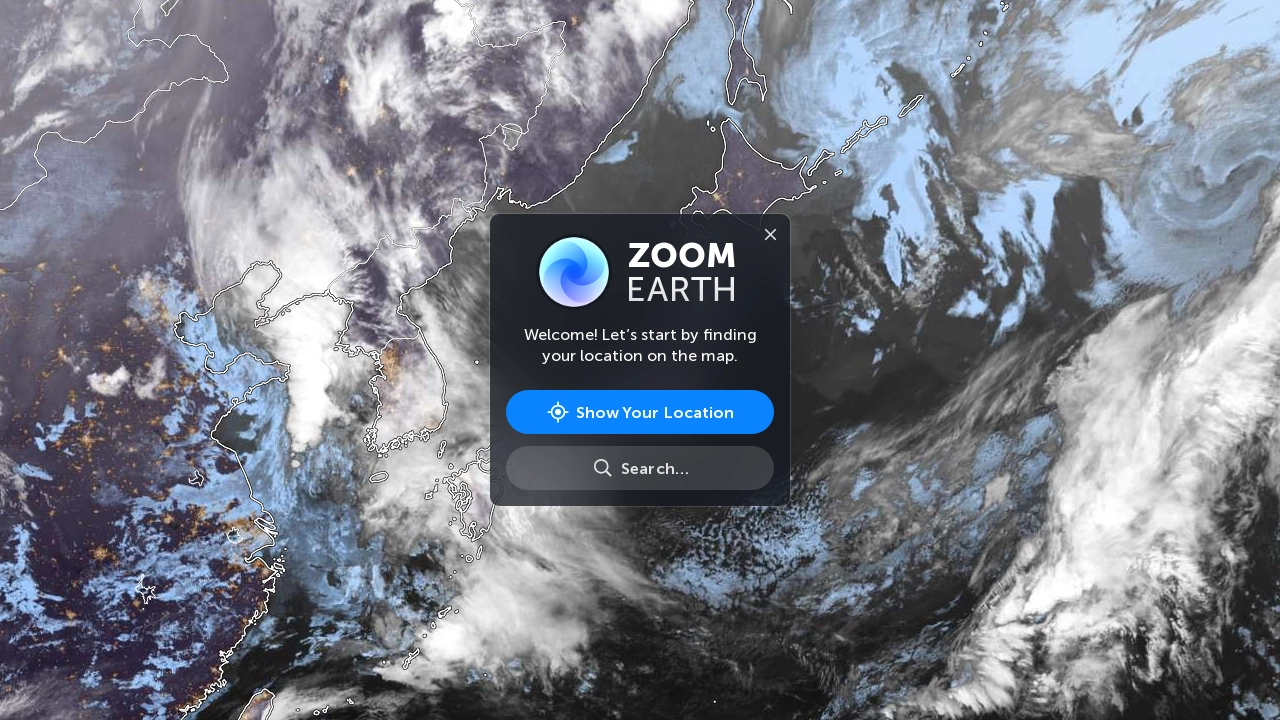 ZOOM
EARTH
Welcome! Let’s start by finding
your location on the map.
Show Your Location
Search...